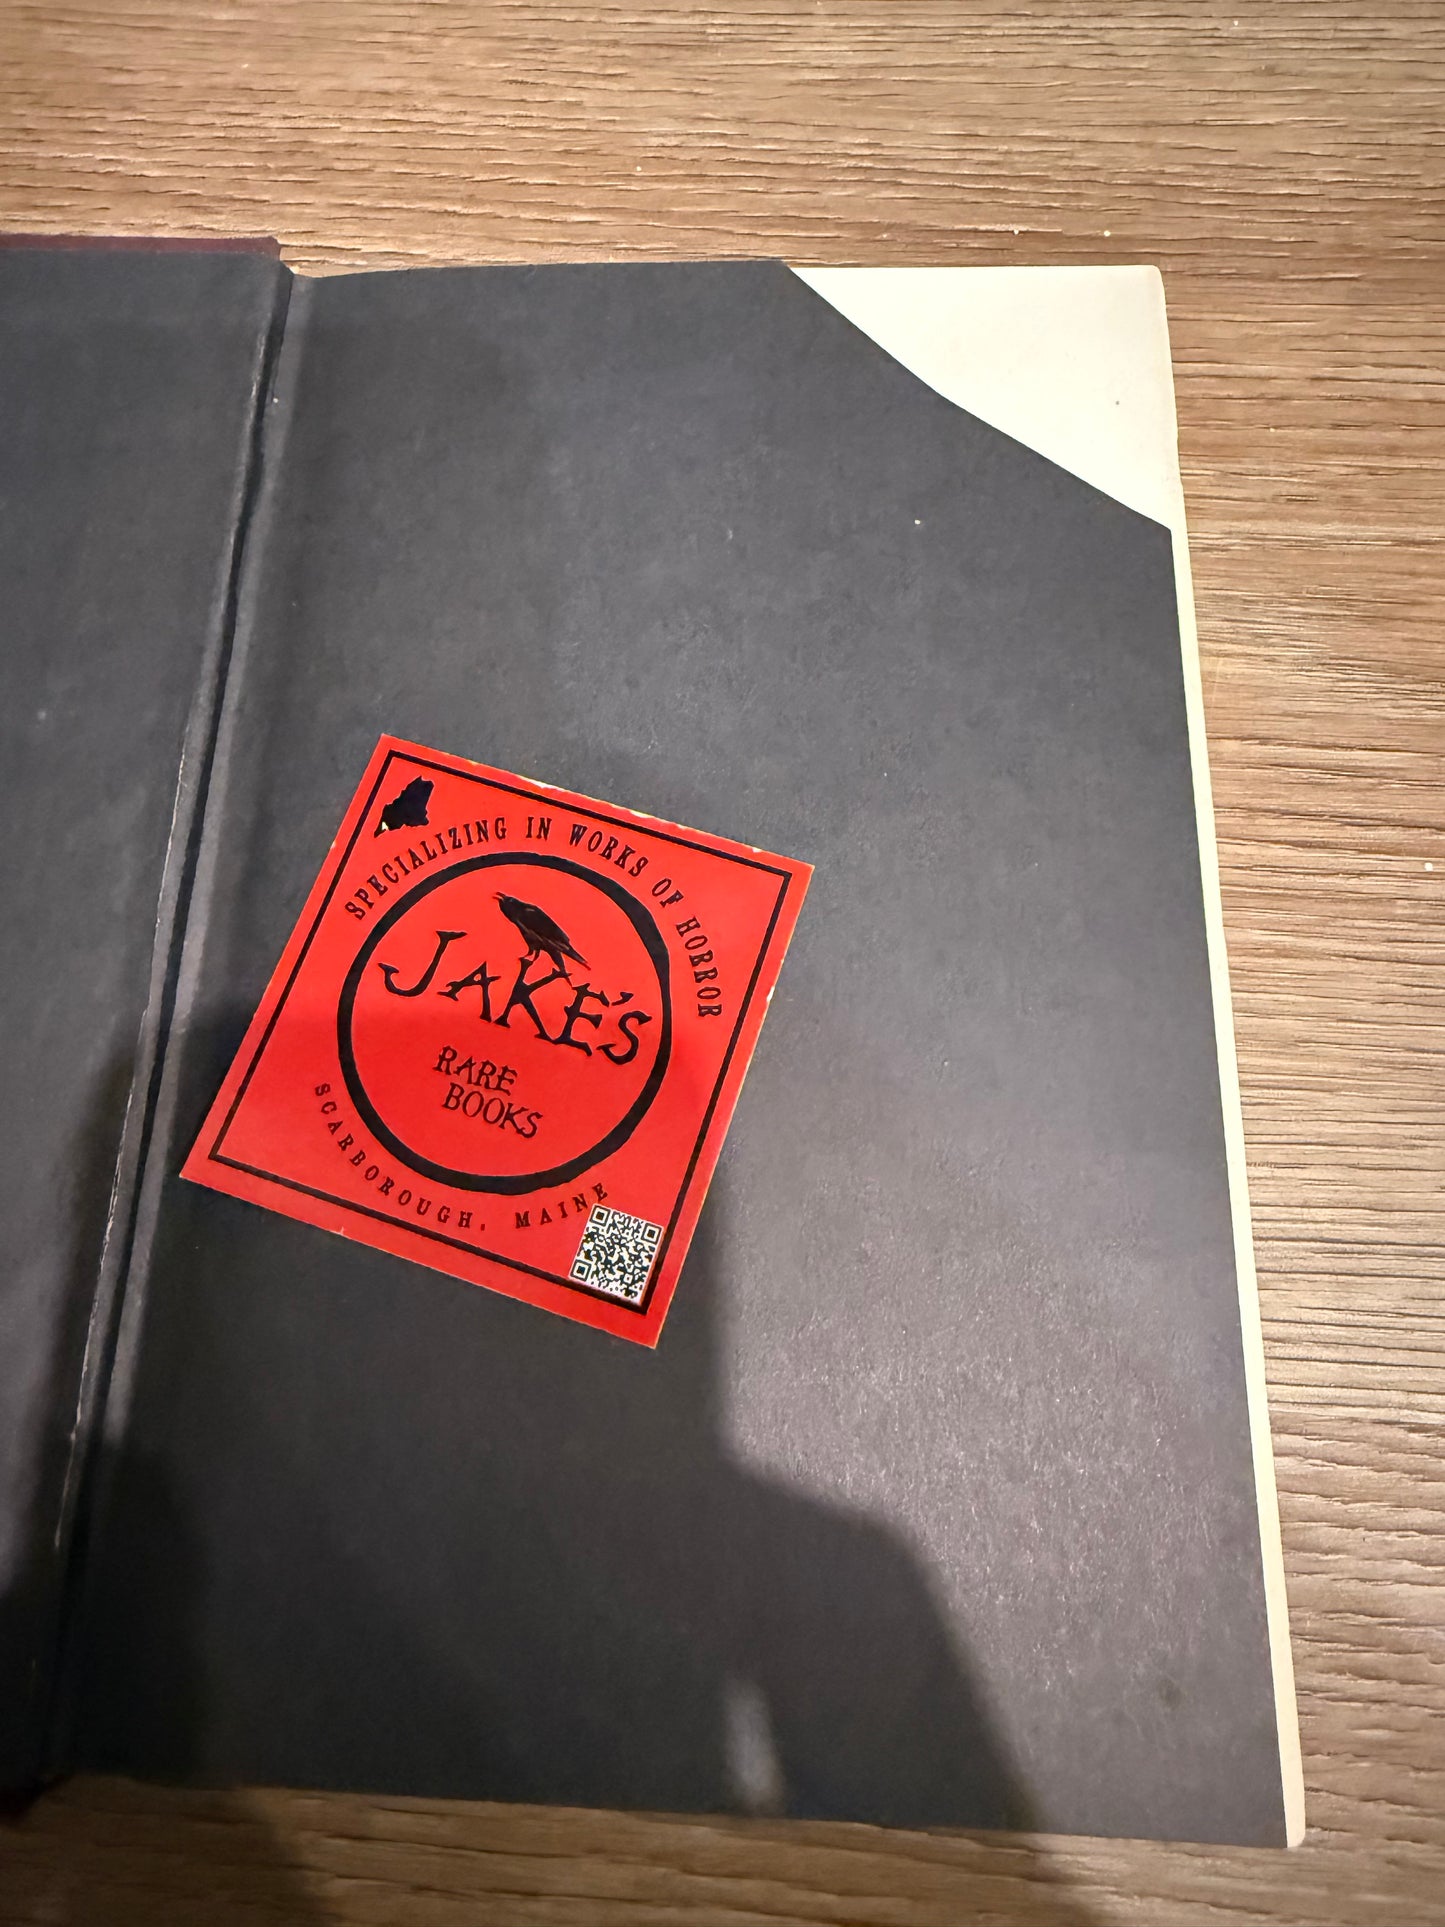 SPECIALIZING IN WORKS OF HORROR
JAKE'S
RARE
BOOKS
SCARBOROUGH, MAINE